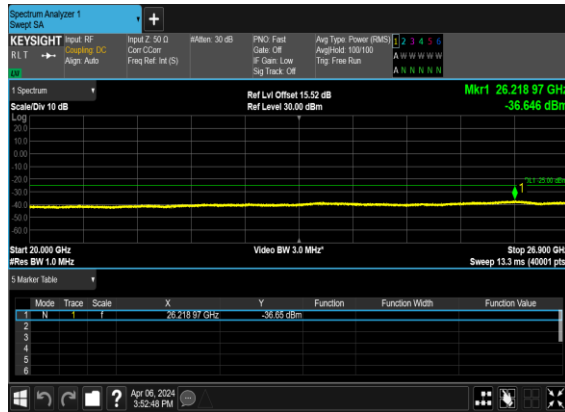 Spectrum Analyzer 1
Swept SA
+
KEYSIGHT Input: RF Input Z: 50 Ω #Atten: 30 dB PNO: Fast Avg Type: Power (RMS) 1 2 3 4 5 6
RLT Coupling: DC Corr CCorr Gate: Off Avg|Hold: 100/100 A W W W W W
Align: Auto Freq Ref: Int (S) IF Gain: Low Trig: Free Run
Sig Track: Off A N N N N N
LXI
1 Spectrum
Ref Lvl Offset 15.52 dB Mkr1 26.218 97 GHz
Scale/Div 10 dB Ref Level 30.00 dBm -36.646 dBm
Log
20.0
10.0
0.00
-10.0
-20.0
DL1 -25.00 dBm
1
-30.0
-40.0
-50.0
-60.0
Start 20.000 GHz Video BW 3.0 MHz* Stop 26.900 GHz
#Res BW 1.0 MHz Sweep 13.3 ms (40001 pts)
5 Marker Table
Mode Trace Scale X Y Function Function Width Function Value
1 N 1 f 26.218 97 GHz -36.65 dBm
2
3
4
5
6
?
Apr 06, 2024
3:52:48 PM